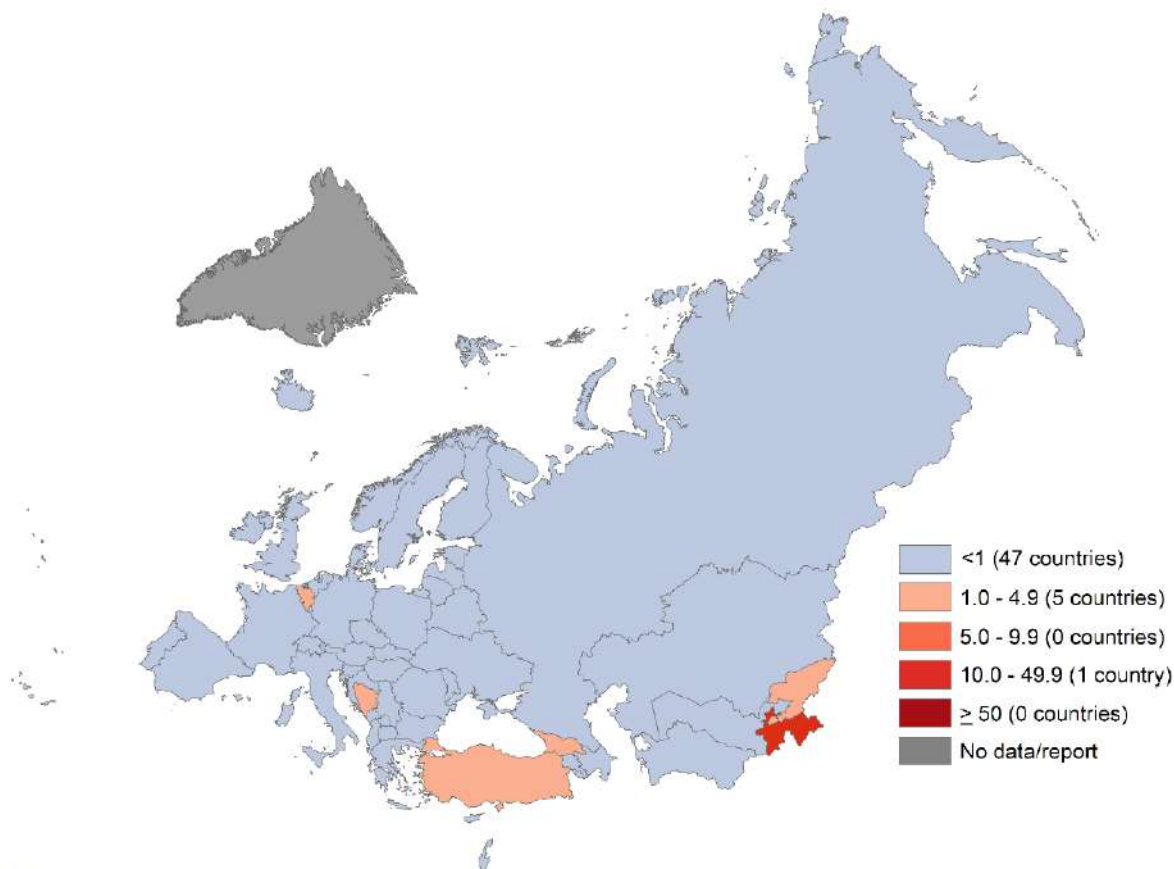 <1 (47 countries)
1.0 - 4.9 (5 countries)
5.0 - 9.9 (0 countries)
10.0 - 49.9 (1 country)
≥ 50 (0 countries)
No data/report